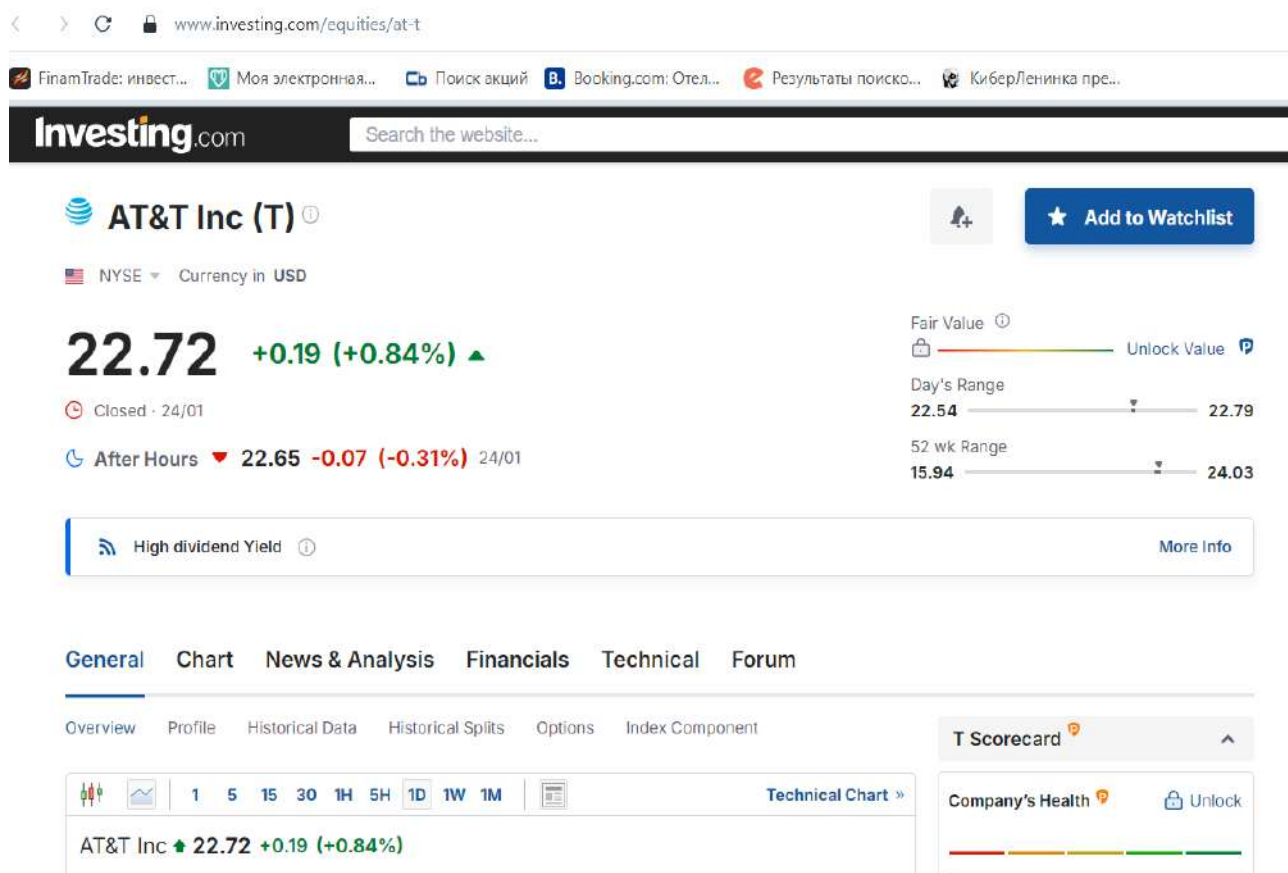 www.investing.com/equities/at-t
FinamTrade: инвест... Моя электронная... Сь Поиск акций B. Booking.com: Отел... Результаты поиско... КиберЛенинка пре...
Investing.com Search the website...
AT&T Inc (T)
Add to Watchlist
NYSE Currency in USD
22.72 +0.19 (+0.84%)
Closed · 24/01
After Hours 22.65 -0.07 (-0.31%) 24/01
Fair Value
Unlock Value
Day's Range
22.54 22.79
52 wk Range
15.94 24.03
High dividend Yield More Info
General Chart News & Analysis Financials Technical Forum
Overview Profile Historical Data Historical Splits Options Index Component
1 5 15 30 1H 5H 1D 1W 1M Technical Chart »
AT&T Inc 22.72 +0.19 (+0.84%)
T Scorecard
Company's Health Unlock